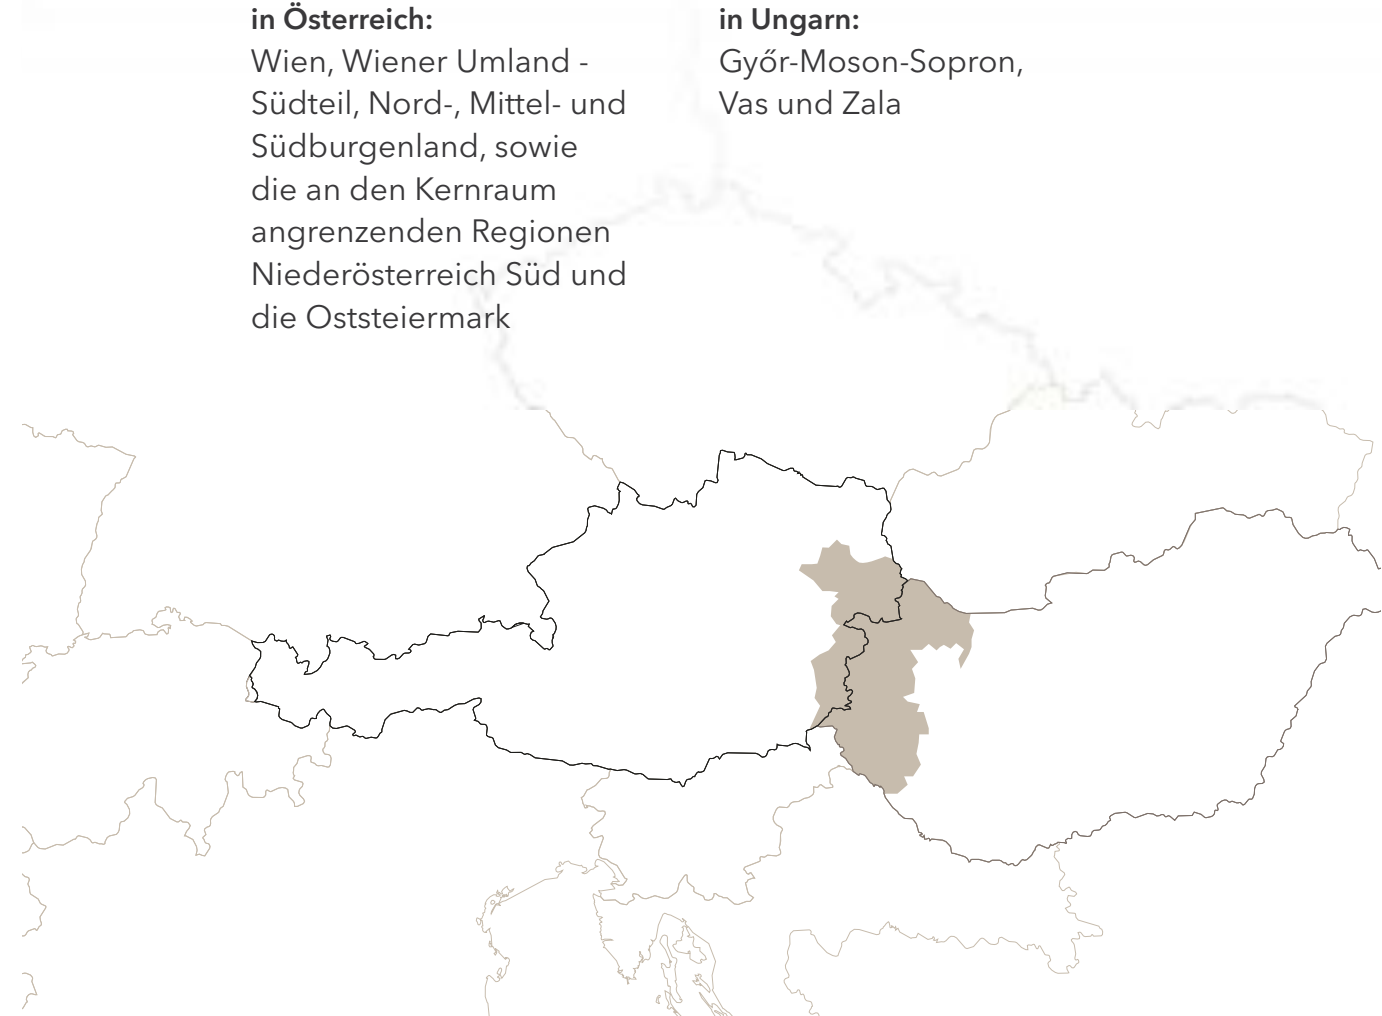 in Österreich:
Wien, Wiener Umland -
Südteil, Nord-, Mittel- und
Südburgenland, sowie
die an den Kernraum
angrenzenden Regionen
Niederösterreich Süd und
die Oststeiermark
in Ungarn:
Győr-Moson-Sopron,
Vas und Zala